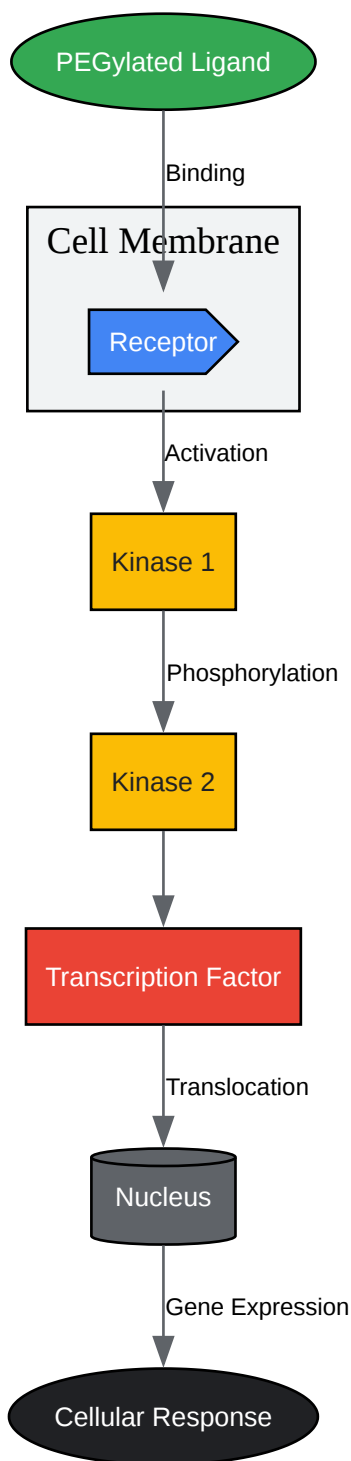 PEGylated Ligand
Binding
Cell Membrane
Receptor
Activation
Kinase 1
Phosphorylation
Kinase 2
Transcription Factor
Translocation
Nucleus
Gene Expression
Cellular Response